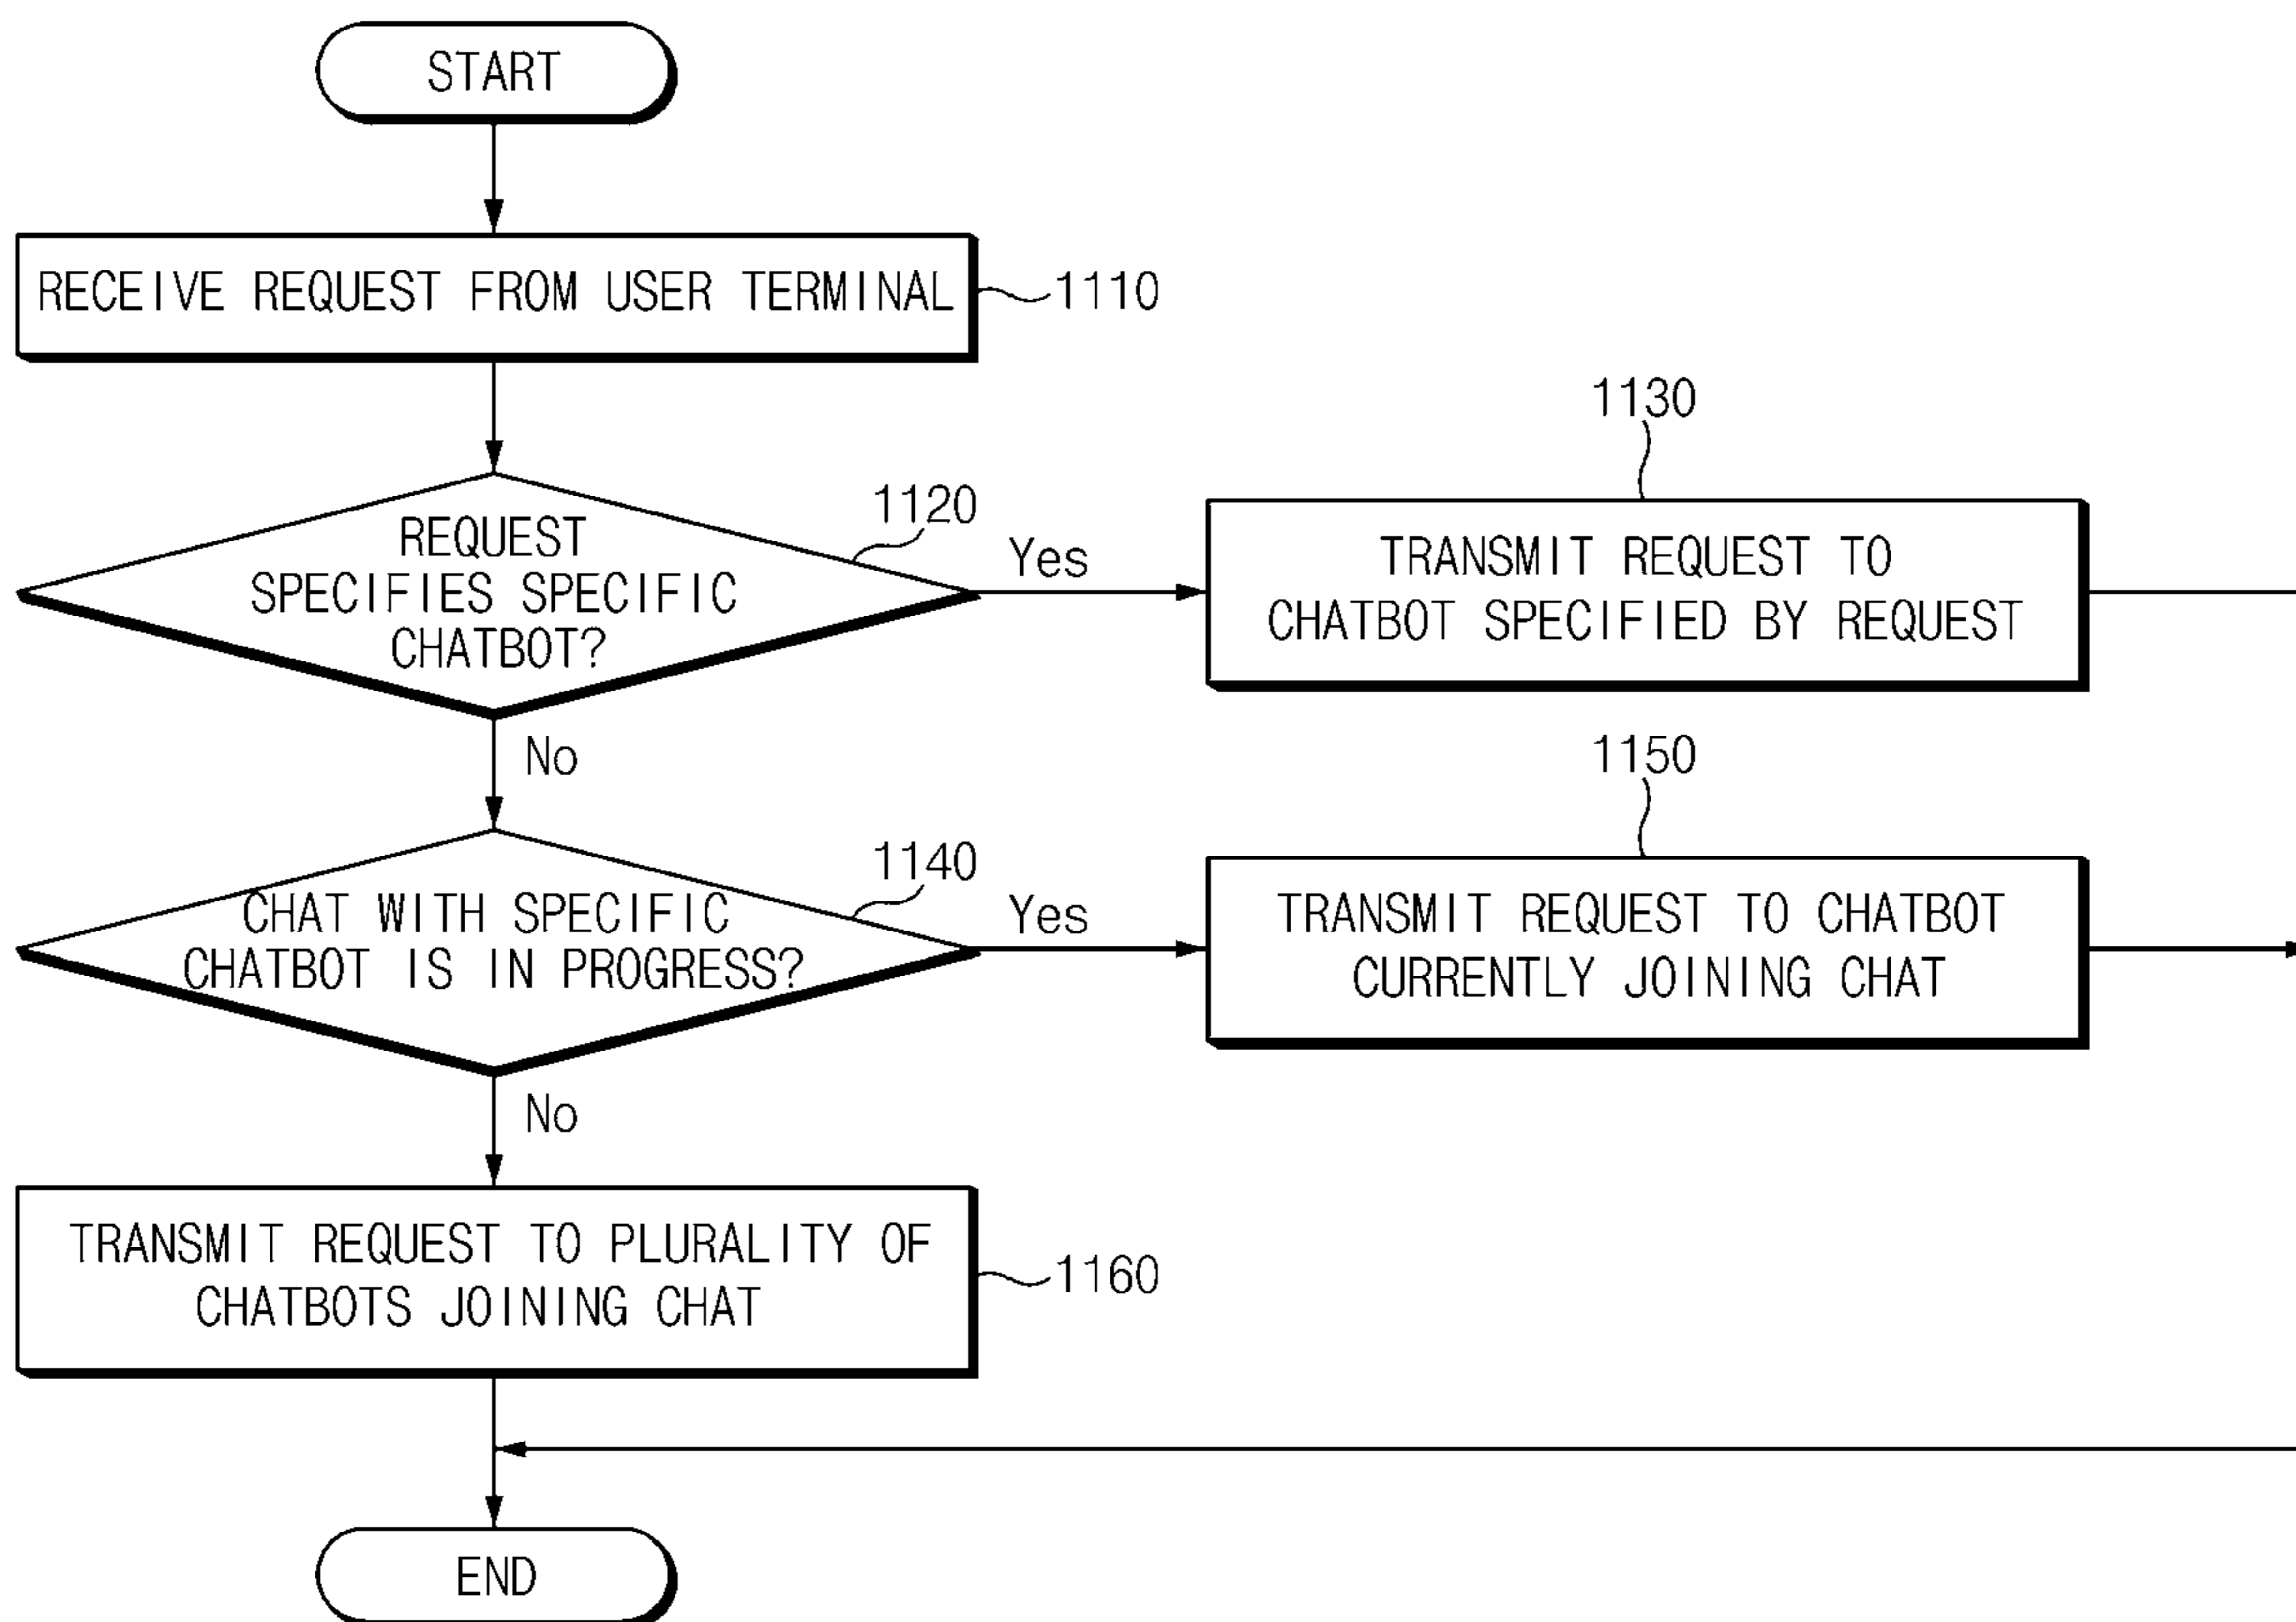 START
RECEIVE REQUEST FROM USER TERMINAL
1110
1130
1120
REQUEST
SPECIFIES SPECIFIC
CHATBOT?
Yes
TRANSMIT REQUEST TO
CHATBOT SPECIFIED BY REQUEST
No
1150
1140
CHAT WITH SPECIFIC
CHATBOT IS IN PROGRESS?
Yes
TRANSMIT REQUEST TO CHATBOT
CURRENTLY JOINING CHAT
No
TRANSMIT REQUEST TO PLURALITY OF
CHATBOTS JOINING CHAT
1160
END